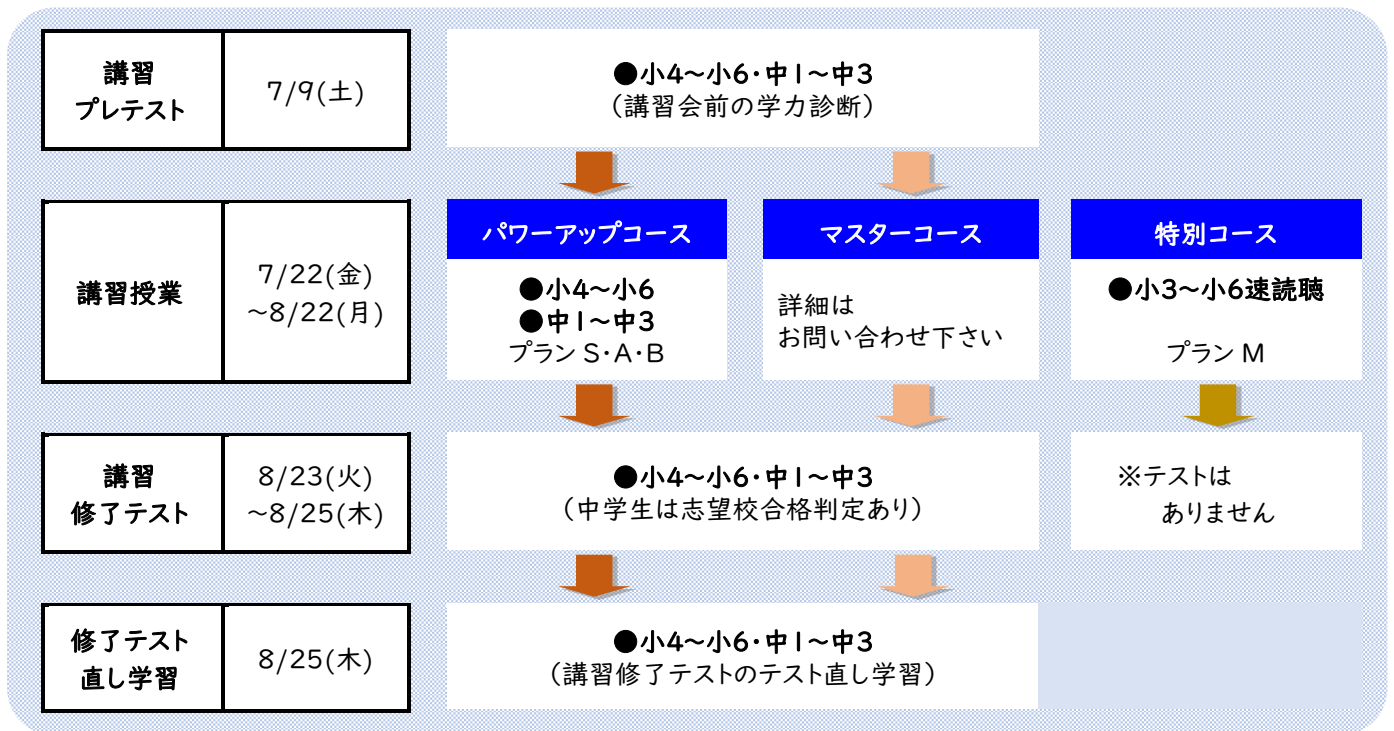 講習
プレテスト
7/9(土)
●小4～小6・中1～中3
（講習会前の学力診断）
講習授業
7/22(金)
～8/22(月)
パワーアップコース
●小4～小6
●中1～中3
プラン S・A・B
マスターコース
詳細は
お問い合わせ下さい
特別コース
●小3～小6速読聴
プラン M
講習
修了テスト
8/23(火)
～8/25(木)
●小4～小6・中1～中3
（中学生は志望校合格判定あり）
※テストは
ありません
修了テスト
直し学習
8/25(木)
●小4～小6・中1～中3
（講習修了テストのテスト直し学習）